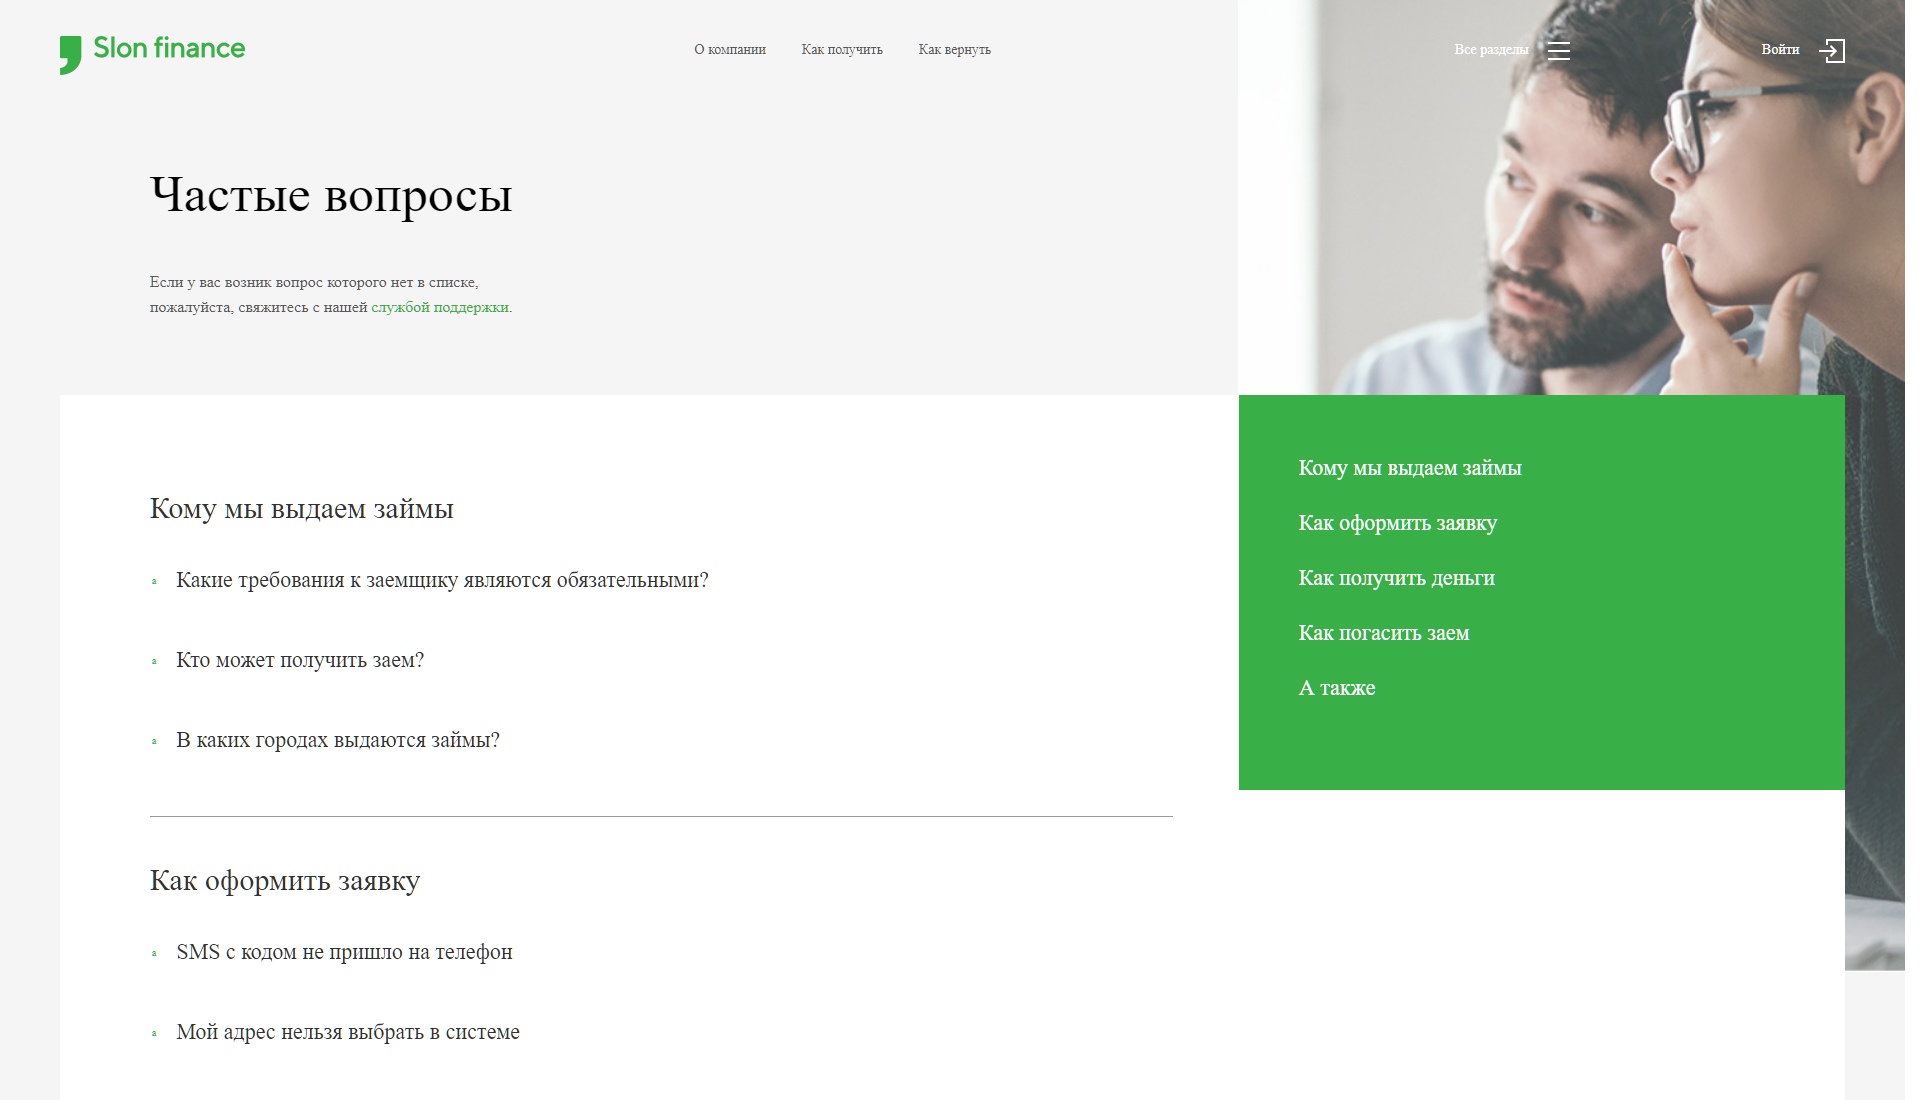 Slon finance
О компании
Как получить
Как вернуть
Все разделы
Войти
Частые вопросы
Если у вас возник вопрос которого нет в списке,
пожалуйста, свяжитесь с нашей службой поддержки.
Кому мы выдаем займы
a Какие требования к заемщику являются обязательными?
a Кто может получить заем?
a В каких городах выдаются займы?
Как оформить заявку
a SMS с кодом не пришло на телефон
a Мой адрес нельзя выбрать в системе
Кому мы выдаем займы
Как оформить заявку
Как получить деньги
Как погасить заем
А также